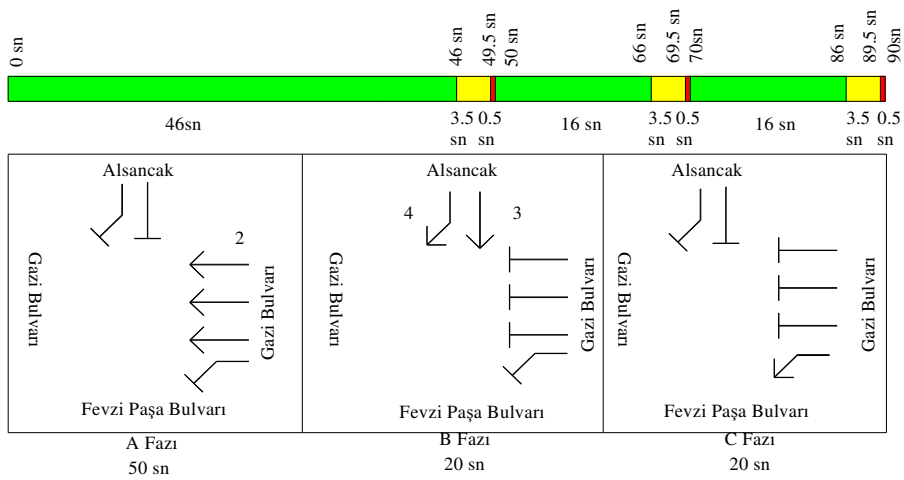 0 sn
46 sn
49.5 sn
50 sn
66 sn
69.5 sn
70sn
86 sn
89.5 sn
90sn
46sn
3.5 sn
0.5 sn
16 sn
3.5 sn
0.5 sn
16 sn
3.5 sn
0.5 sn
Alsancak
2
Gazi Bulvarı
Gazi Bulvarı
Fevzi Paşa Bulvarı
A Fazı
50 sn
Alsancak
4
3
Gazi Bulvarı
Gazi Bulvarı
Fevzi Paşa Bulvarı
B Fazı
20 sn
Alsancak
Gazi Bulvarı
Gazi Bulvarı
Fevzi Paşa Bulvarı
C Fazı
20 sn